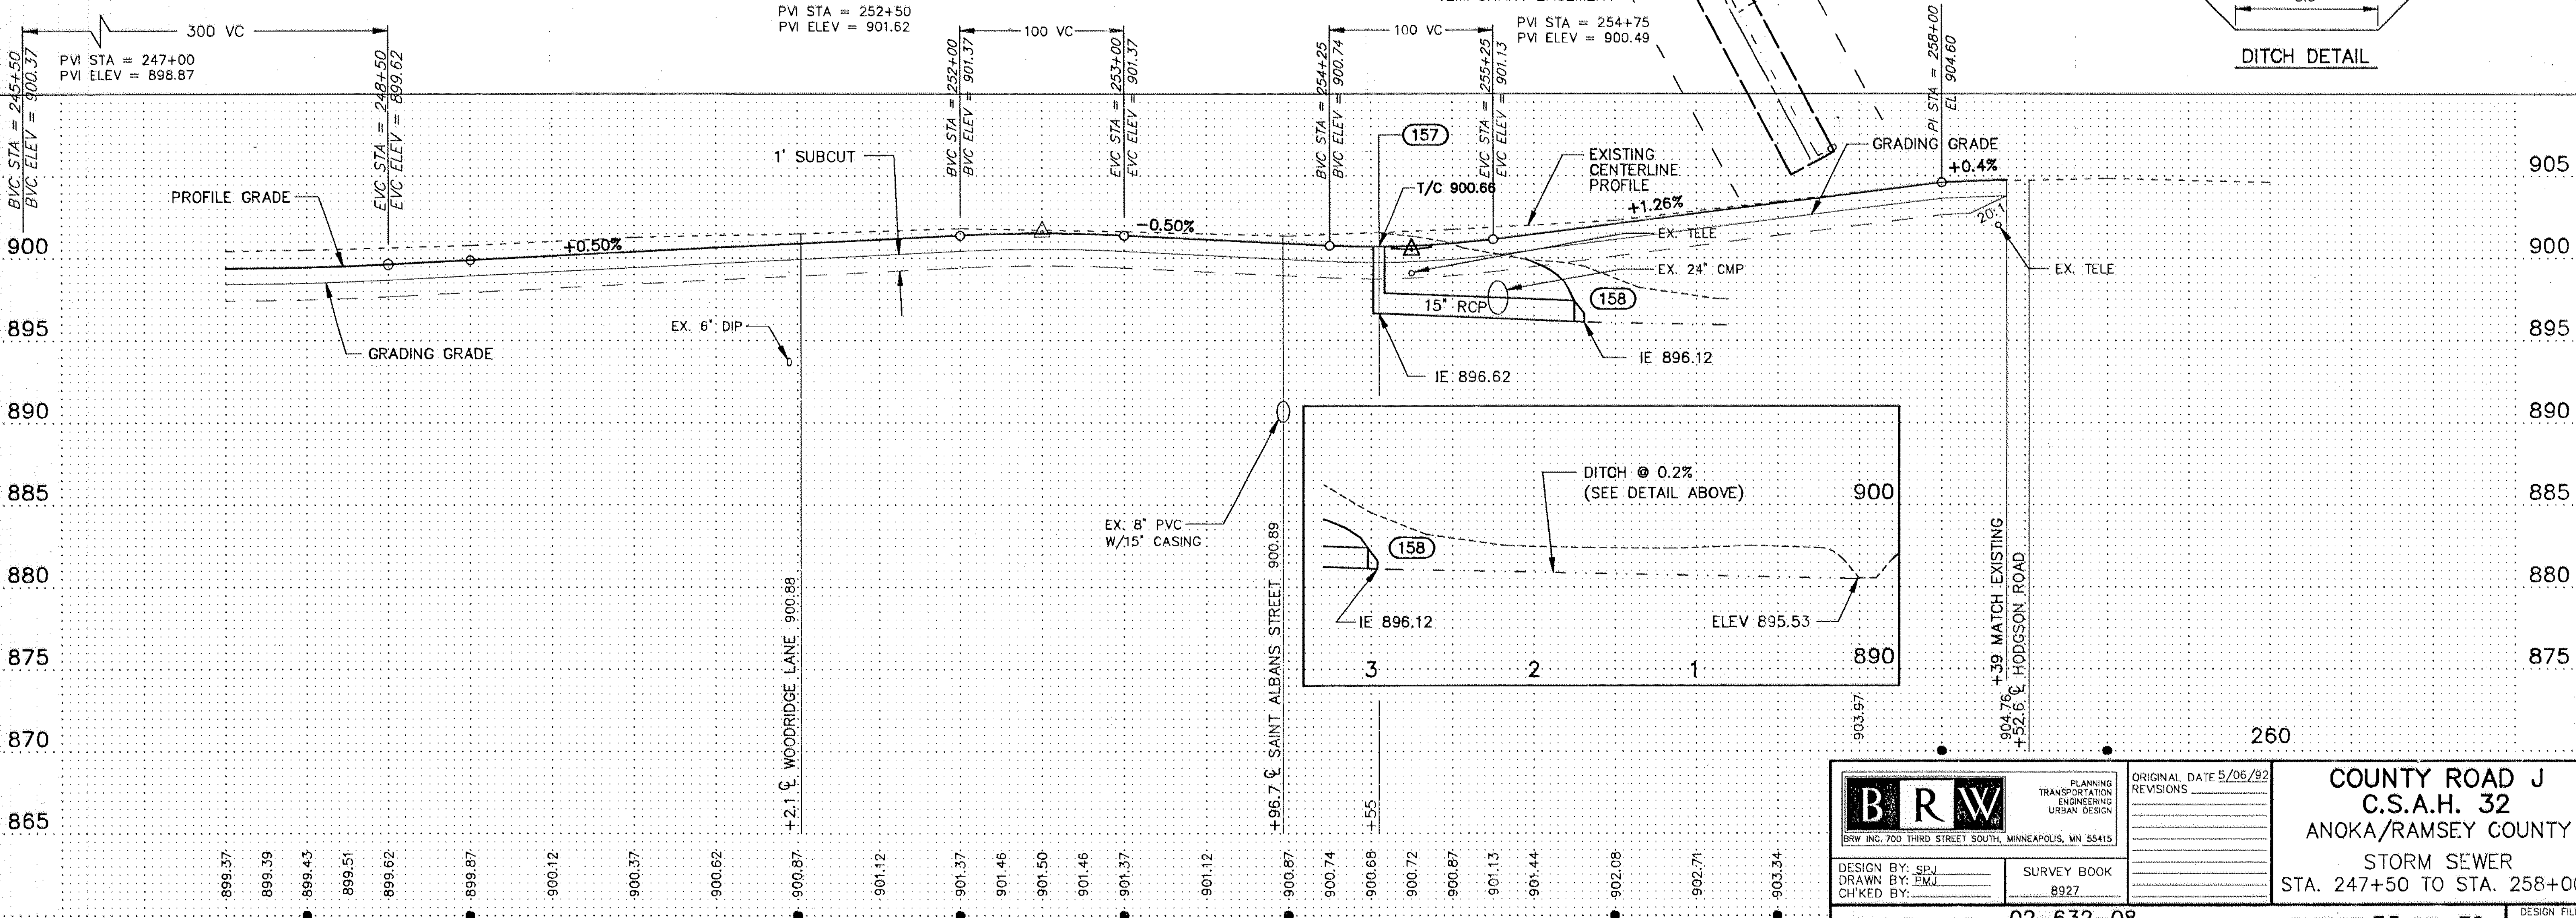 300 VC
PVI STA = 247+00
PVI ELEV = 898.87
BVC STA = 245+50
BVC ELEV = 900.37
EVC STA = 248+50
EVC ELEV = 899.62
PVI STA = 252+50
PVI ELEV = 901.62
BVC STA = 252+00
BVC ELEV = 901.37
100 VC
EVC STA = 253+00
EVC ELEV = 901.37
BVC STA = 254+25
BVC ELEV = 900.74
100 VC
PVI STA = 254+75
PVI ELEV = 900.49
EVC STA = 255+25
EVC ELEV = 901.13
PI STA = 258+00
EL 904.60
DITCH DETAIL
905
900
895
890
885
880
875
870
865
905
900
895
890
885
880
875
PROFILE GRADE
+0.50%
1' SUBCUT
-0.50%
157
T/C 900.66
EXISTING
CENTERLINE
PROFILE
GRADING GRADE
+0.4%
+1.26%
20:1
EX. TELE
EX. 24" CMP
EX. TELE
15" RCP
158
IE 896.12
IE 896.62
EX. 6" DIP
GRADING GRADE
EX. 8" PVC
W/15" CASING
DITCH @ 0.2%
(SEE DETAIL ABOVE)
900
158
IE 896.12
ELEV 895.53
3
2
1
890
+2.1 ℄ WOODRIDGE LANE 900.88
+96.7 ℄ SAINT ALBANS STREET 900.89
+55
+39 MATCH EXISTING
904.76
+52.6 ℄ HODGSON ROAD
903.97
260
899.37
899.39
899.43
899.51
899.62
899.87
900.12
900.37
900.62
900.87
901.12
901.37
901.46
901.50
901.37
901.12
900.87
900.74
900.68
900.72
900.87
901.13
901.44
902.08
902.71
903.34
BRW
PLANNING
TRANSPORTATION
ENGINEERING
URBAN DESIGN
BRW INC. 700 THIRD STREET SOUTH, MINNEAPOLIS, MN 55415
ORIGINAL DATE 5/06/92
REVISIONS
DESIGN BY: SPJ
DRAWN BY: PMJ
CH'KED BY:
SURVEY BOOK
8927
COUNTY ROAD J
C.S.A.H. 32
ANOKA/RAMSEY COUNTY
STORM SEWER
STA. 247+50 TO STA. 258+00
DESIGN